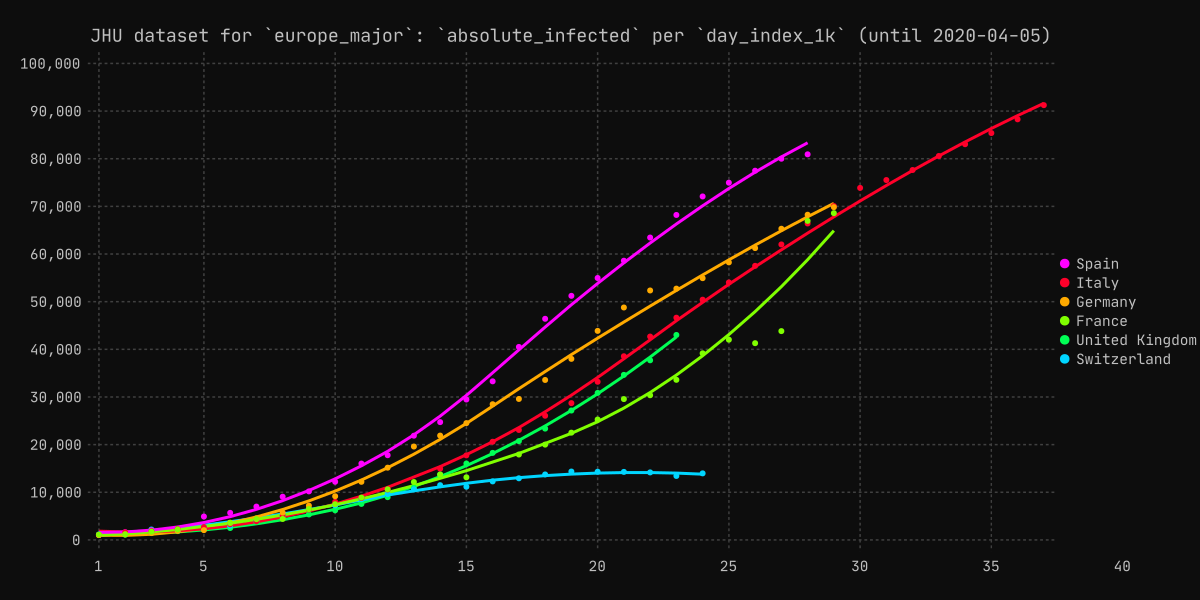 JHU dataset for `europe_major`: `absolute_infected` per `day_index_1k` (until 2020-04-05)
100,000
90,000
80,000
70,000
60,000
50,000
40,000
30,000
20,000
10,000
0
1 5 10 15 20 25 30 35 40
Spain
Italy
Germany
France
United Kingdom
Switzerland